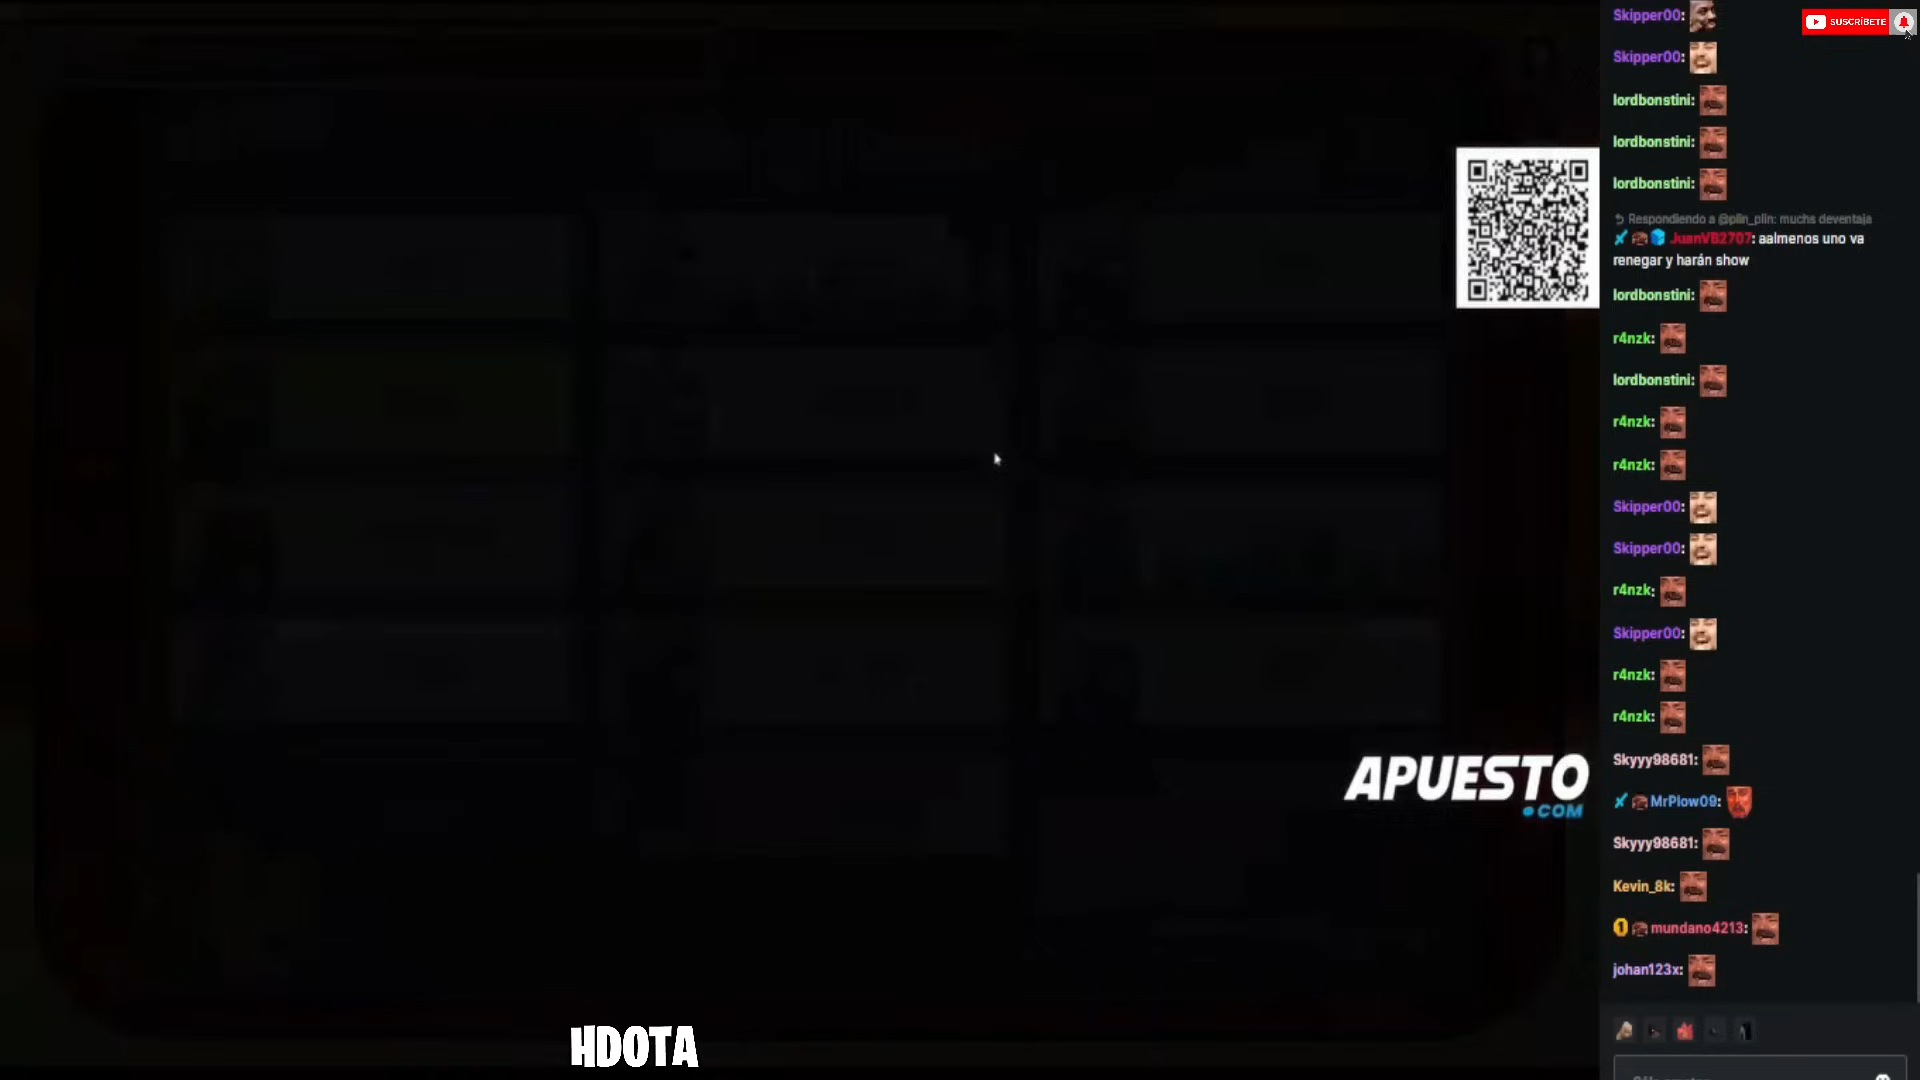 Skipper00:
SUSCRÍBETE
Skipper00:
lordbonstini:
lordbonstini:
lordbonstini:
Respondiendo a @plin_plin: muchs deventaja
JuanVB2707: aalmenos uno va
renegar y harán show
lordbonstini:
r4nzk:
lordbonstini:
r4nzk:
r4nzk:
Skipper00:
Skipper00:
r4nzk:
Skipper00:
r4nzk:
r4nzk:
Skyyy98681:
MrPlow09:
Skyyy98681:
Kevin_8k:
1 mundano4213:
johan123x:
APUESTO
.COM
HDOTA